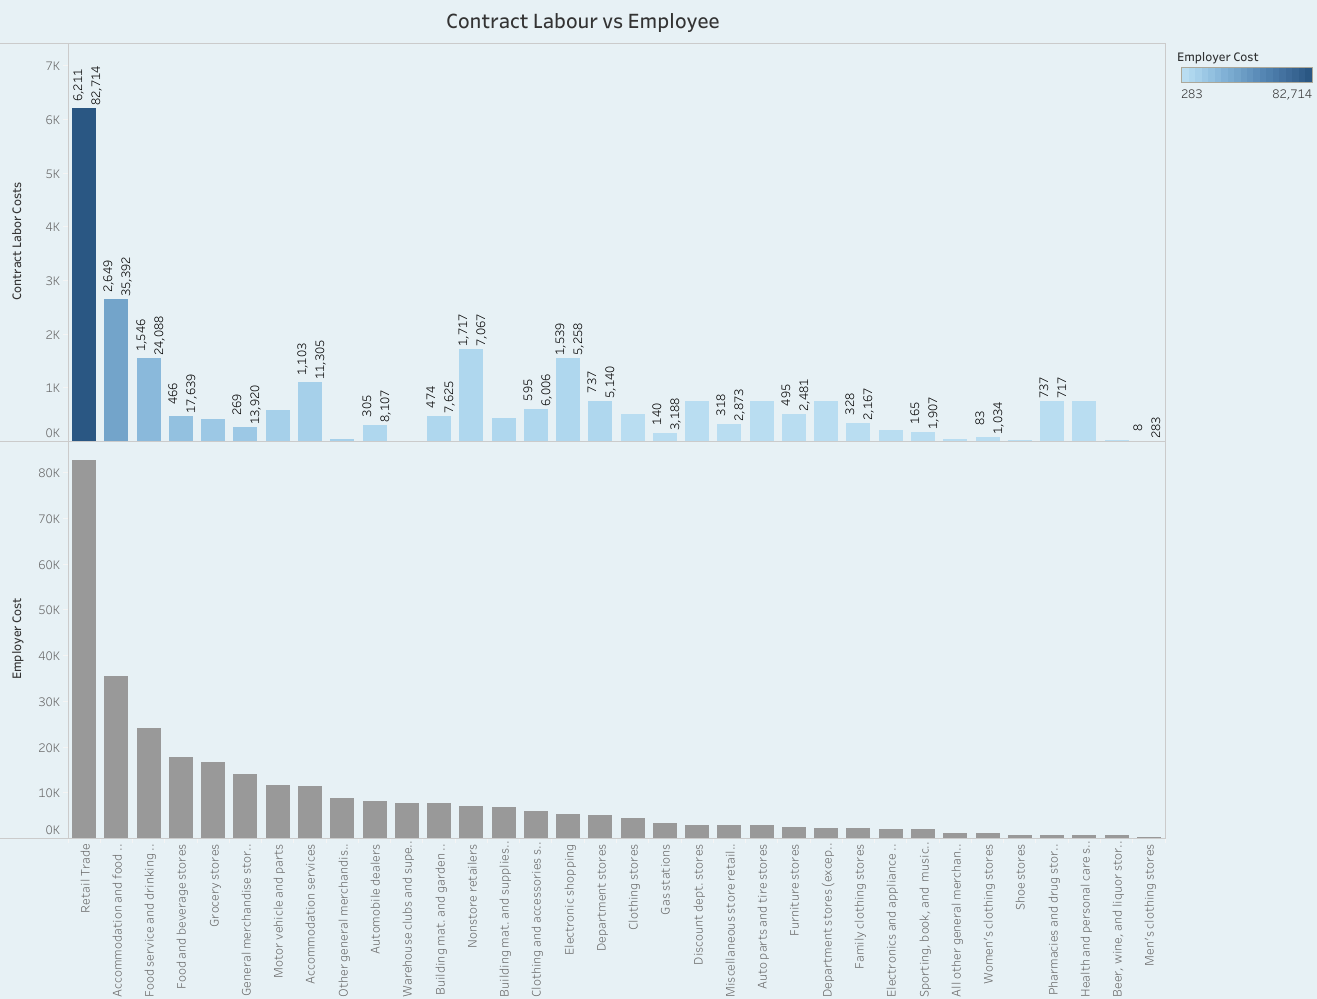 Contract Labour vs Employee
Employer Cost
283 82,714
Contract Labor Costs
7K
6K
5K
4K
3K
2K
1K
0K
6,211
82,714
2,649
35,392
1,546
24,088
466
17,639
269
13,920
1,103
11,305
305
8,107
474
7,625
1,717
7,067
595
6,006
1,539
5,258
737
5,140
140
3,188
318
2,873
495
2,481
328
2,167
165
1,907
83
1,034
737
717
8
283
Employer Cost
80K
70K
60K
50K
40K
30K
20K
10K
0K
Retail Trade
Accommodation and food ..
Food service and drinking ..
Food and beverage stores
Grocery stores
General merchandise stor..
Motor vehicle and parts
Accommodation services
Other general merchandis..
Automobile dealers
Warehouse clubs and supe..
Building mat. and garden ..
Nonstore retailers
Building mat. and supplies..
Clothing and accessories s..
Electronic shopping
Department stores
Clothing stores
Gas stations
Discount dept. stores
Miscellaneous store retail..
Auto parts and tire stores
Furniture stores
Department stores (excep..
Family clothing stores
Electronics and appliance ..
Sporting, book, and music..
All other general merchan..
Women's clothing stores
Shoe stores
Pharmacies and drug stor..
Health and personal care s..
Beer, wine, and liquor stor..
Men's clothing stores